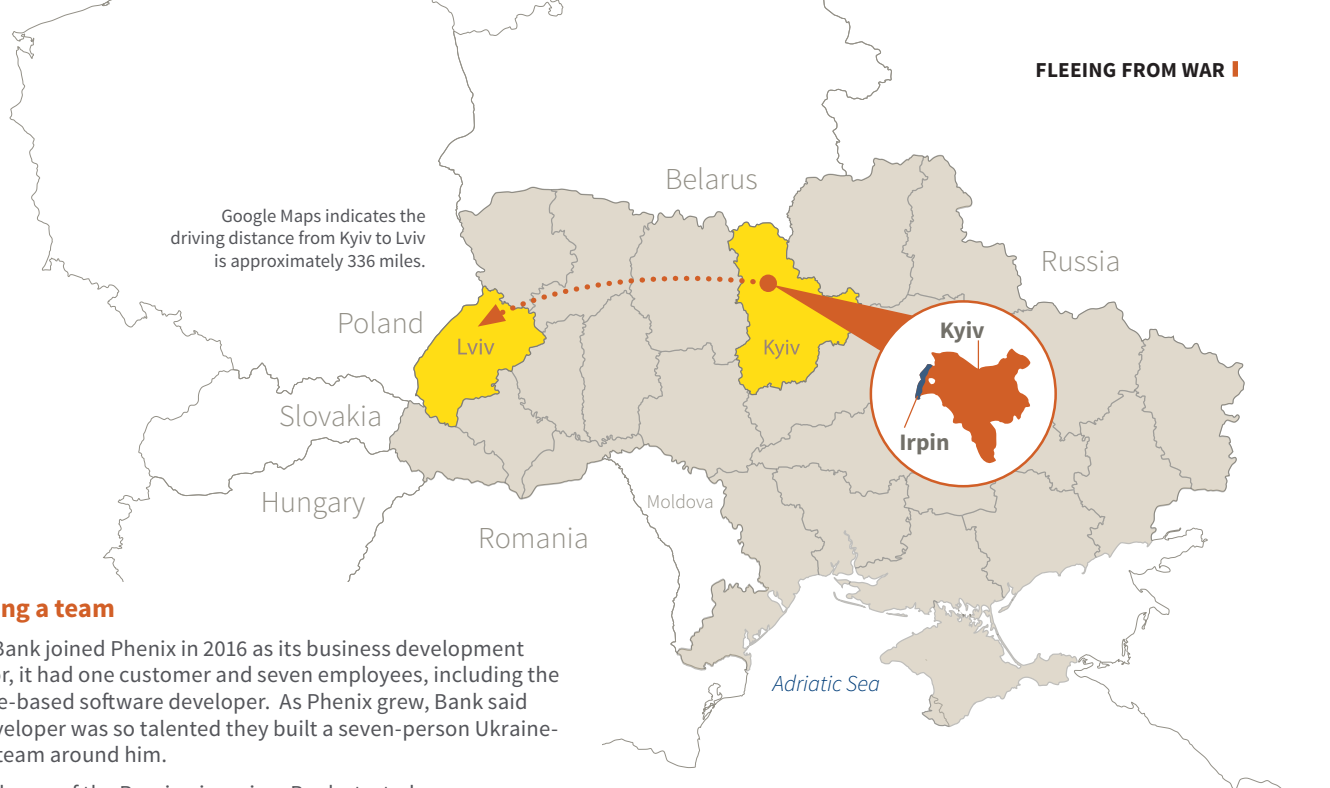 FLEEING FROM WAR
Belarus
Google Maps indicates the
driving distance from Kyiv to Lviv
is approximately 336 miles.
Russia
Poland
Kyiv
Lviv
Kyiv
Slovakia
Irpin
Hungary
Moldova
Romania
ng a team
Bank joined Phenix in 2016 as its business development
r, it had one customer and seven employees, including the
e-based software developer. As Phenix grew, Bank said
veloper was so talented they built a seven-person Ukraine-
team around him.
Adriatic Sea